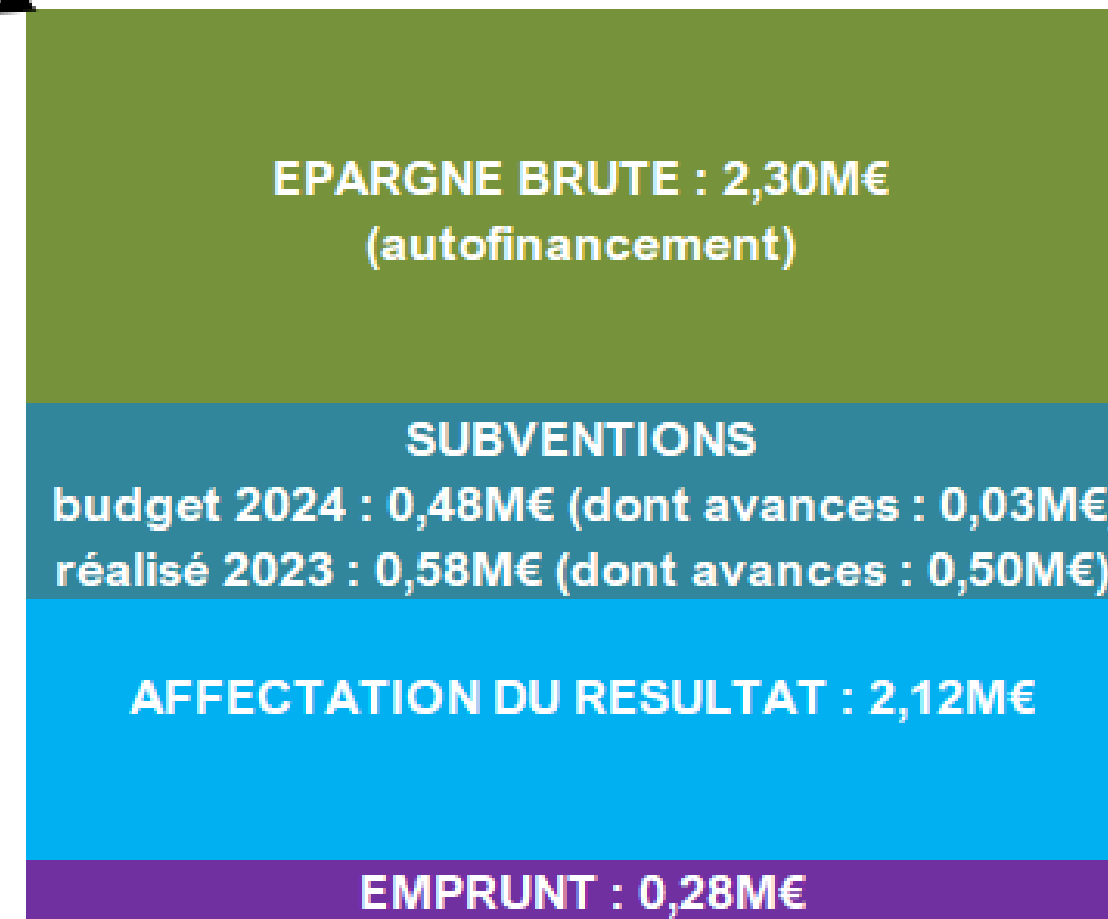 EPARGNE BRUTE : 2,30M€
(autofinancement)
SUBVENTIONS
budget 2024 : 0,48M€ (dont avances : 0,03M€
réalisé 2023 : 0,58M€ (dont avances : 0,50M€)
AFFECTATION DU RESULTAT : 2,12M€
EMPRUNT : 0,28M€